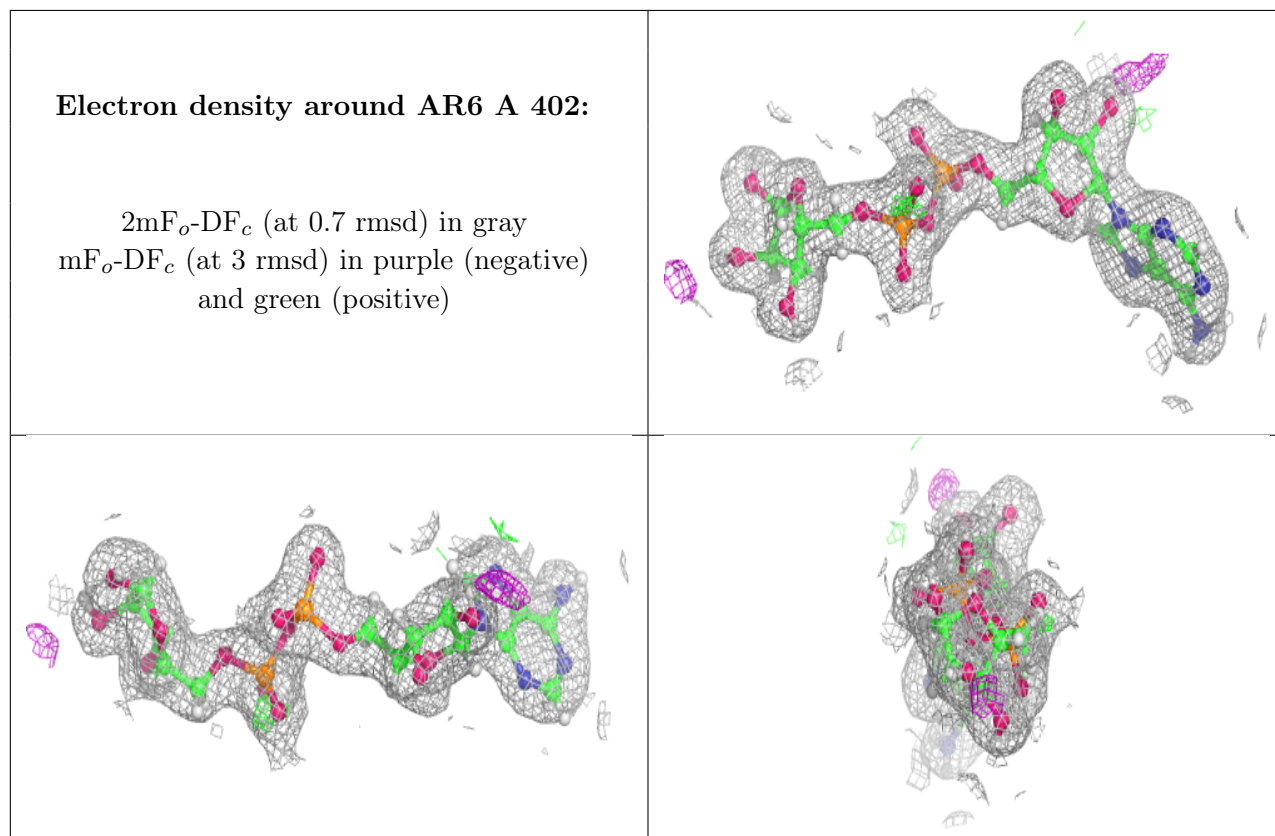 Electron density around AR6 A 402:
2mFₒ-DF𝑐 (at 0.7 rmsd) in gray
mFₒ-DF𝑐 (at 3 rmsd) in purple (negative)
and green (positive)